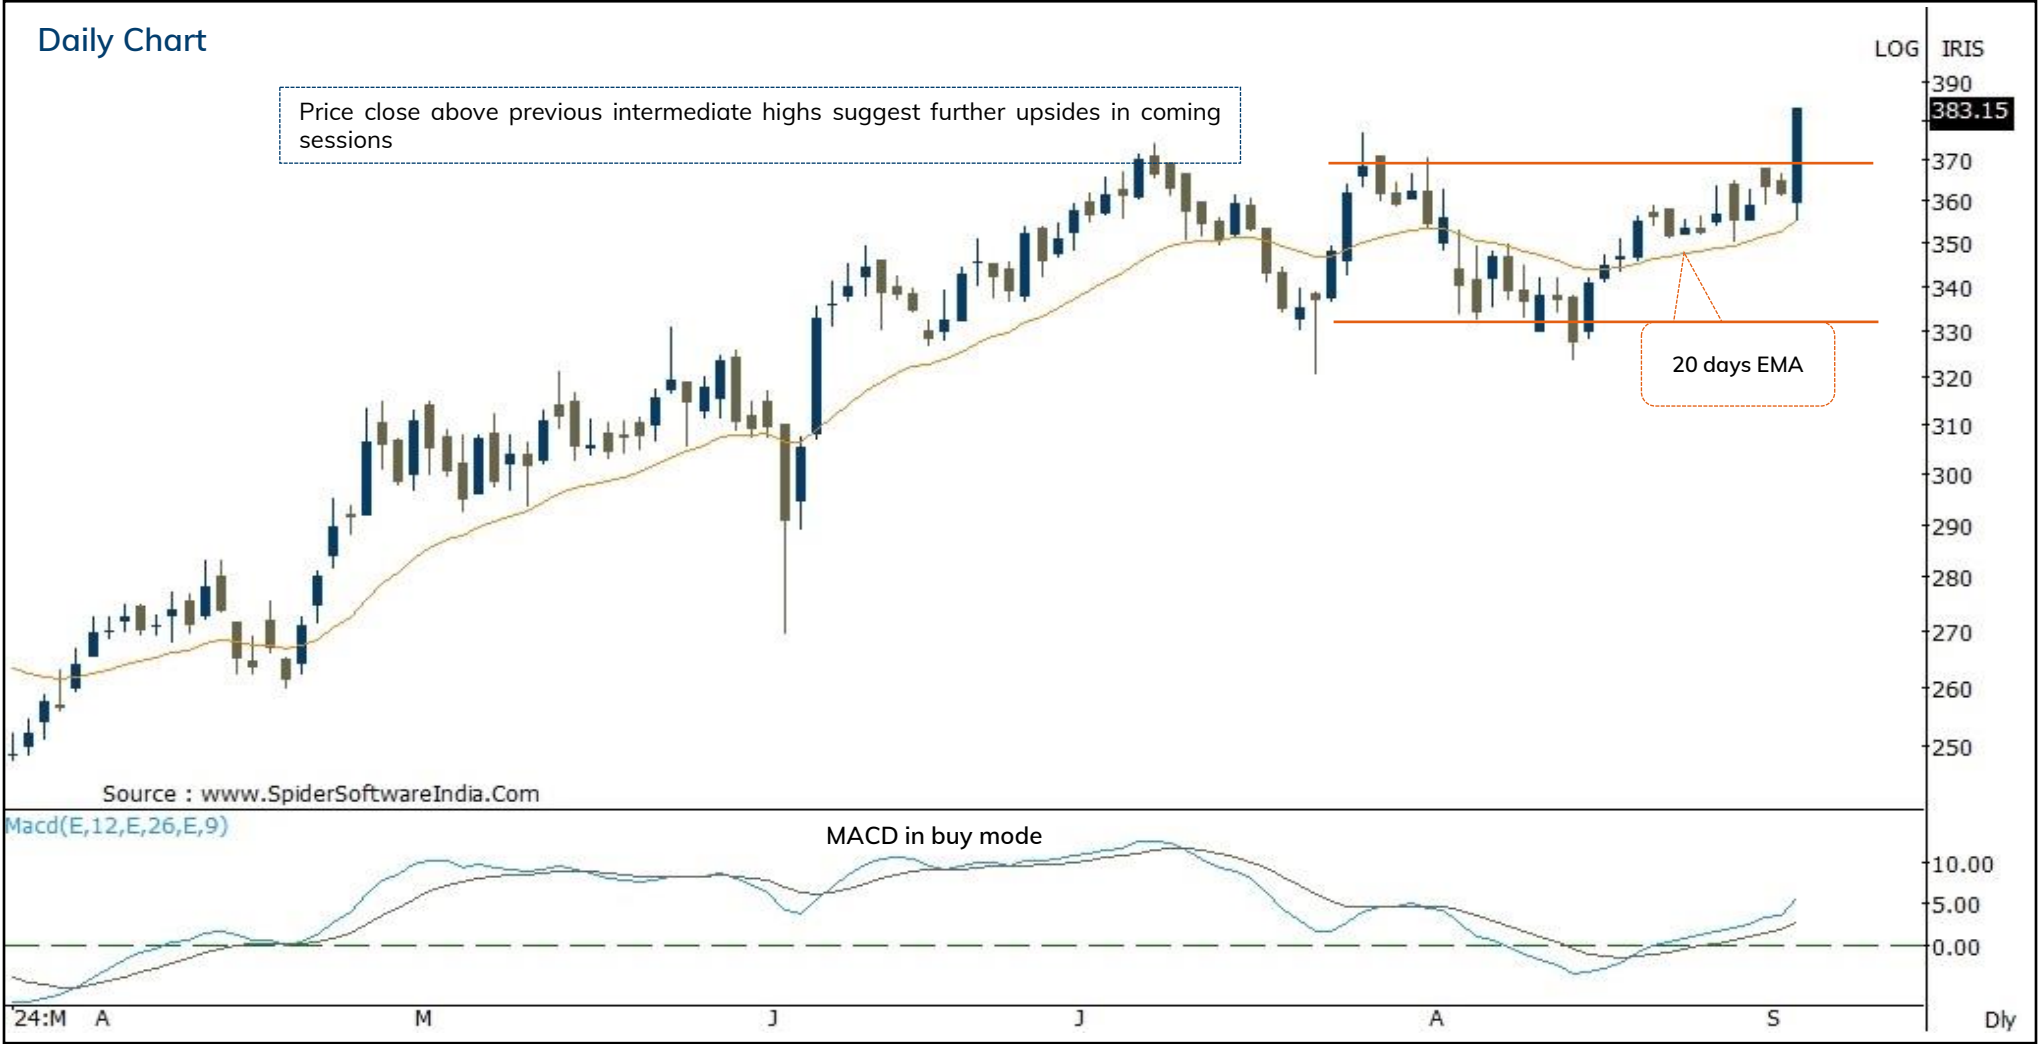 Daily Chart
LOG IRIS
Price close above previous intermediate highs suggest further upsides in coming
sessions
390
383.15
370
360
350
340
330
320
310
300
290
280
270
260
250
20 days EMA
Source : www.SpiderSoftwareIndia.Com
Macd(E,12,E,26,E,9)
MACD in buy mode
10.00
5.00
0.00
'24:M A M J J A S Dly